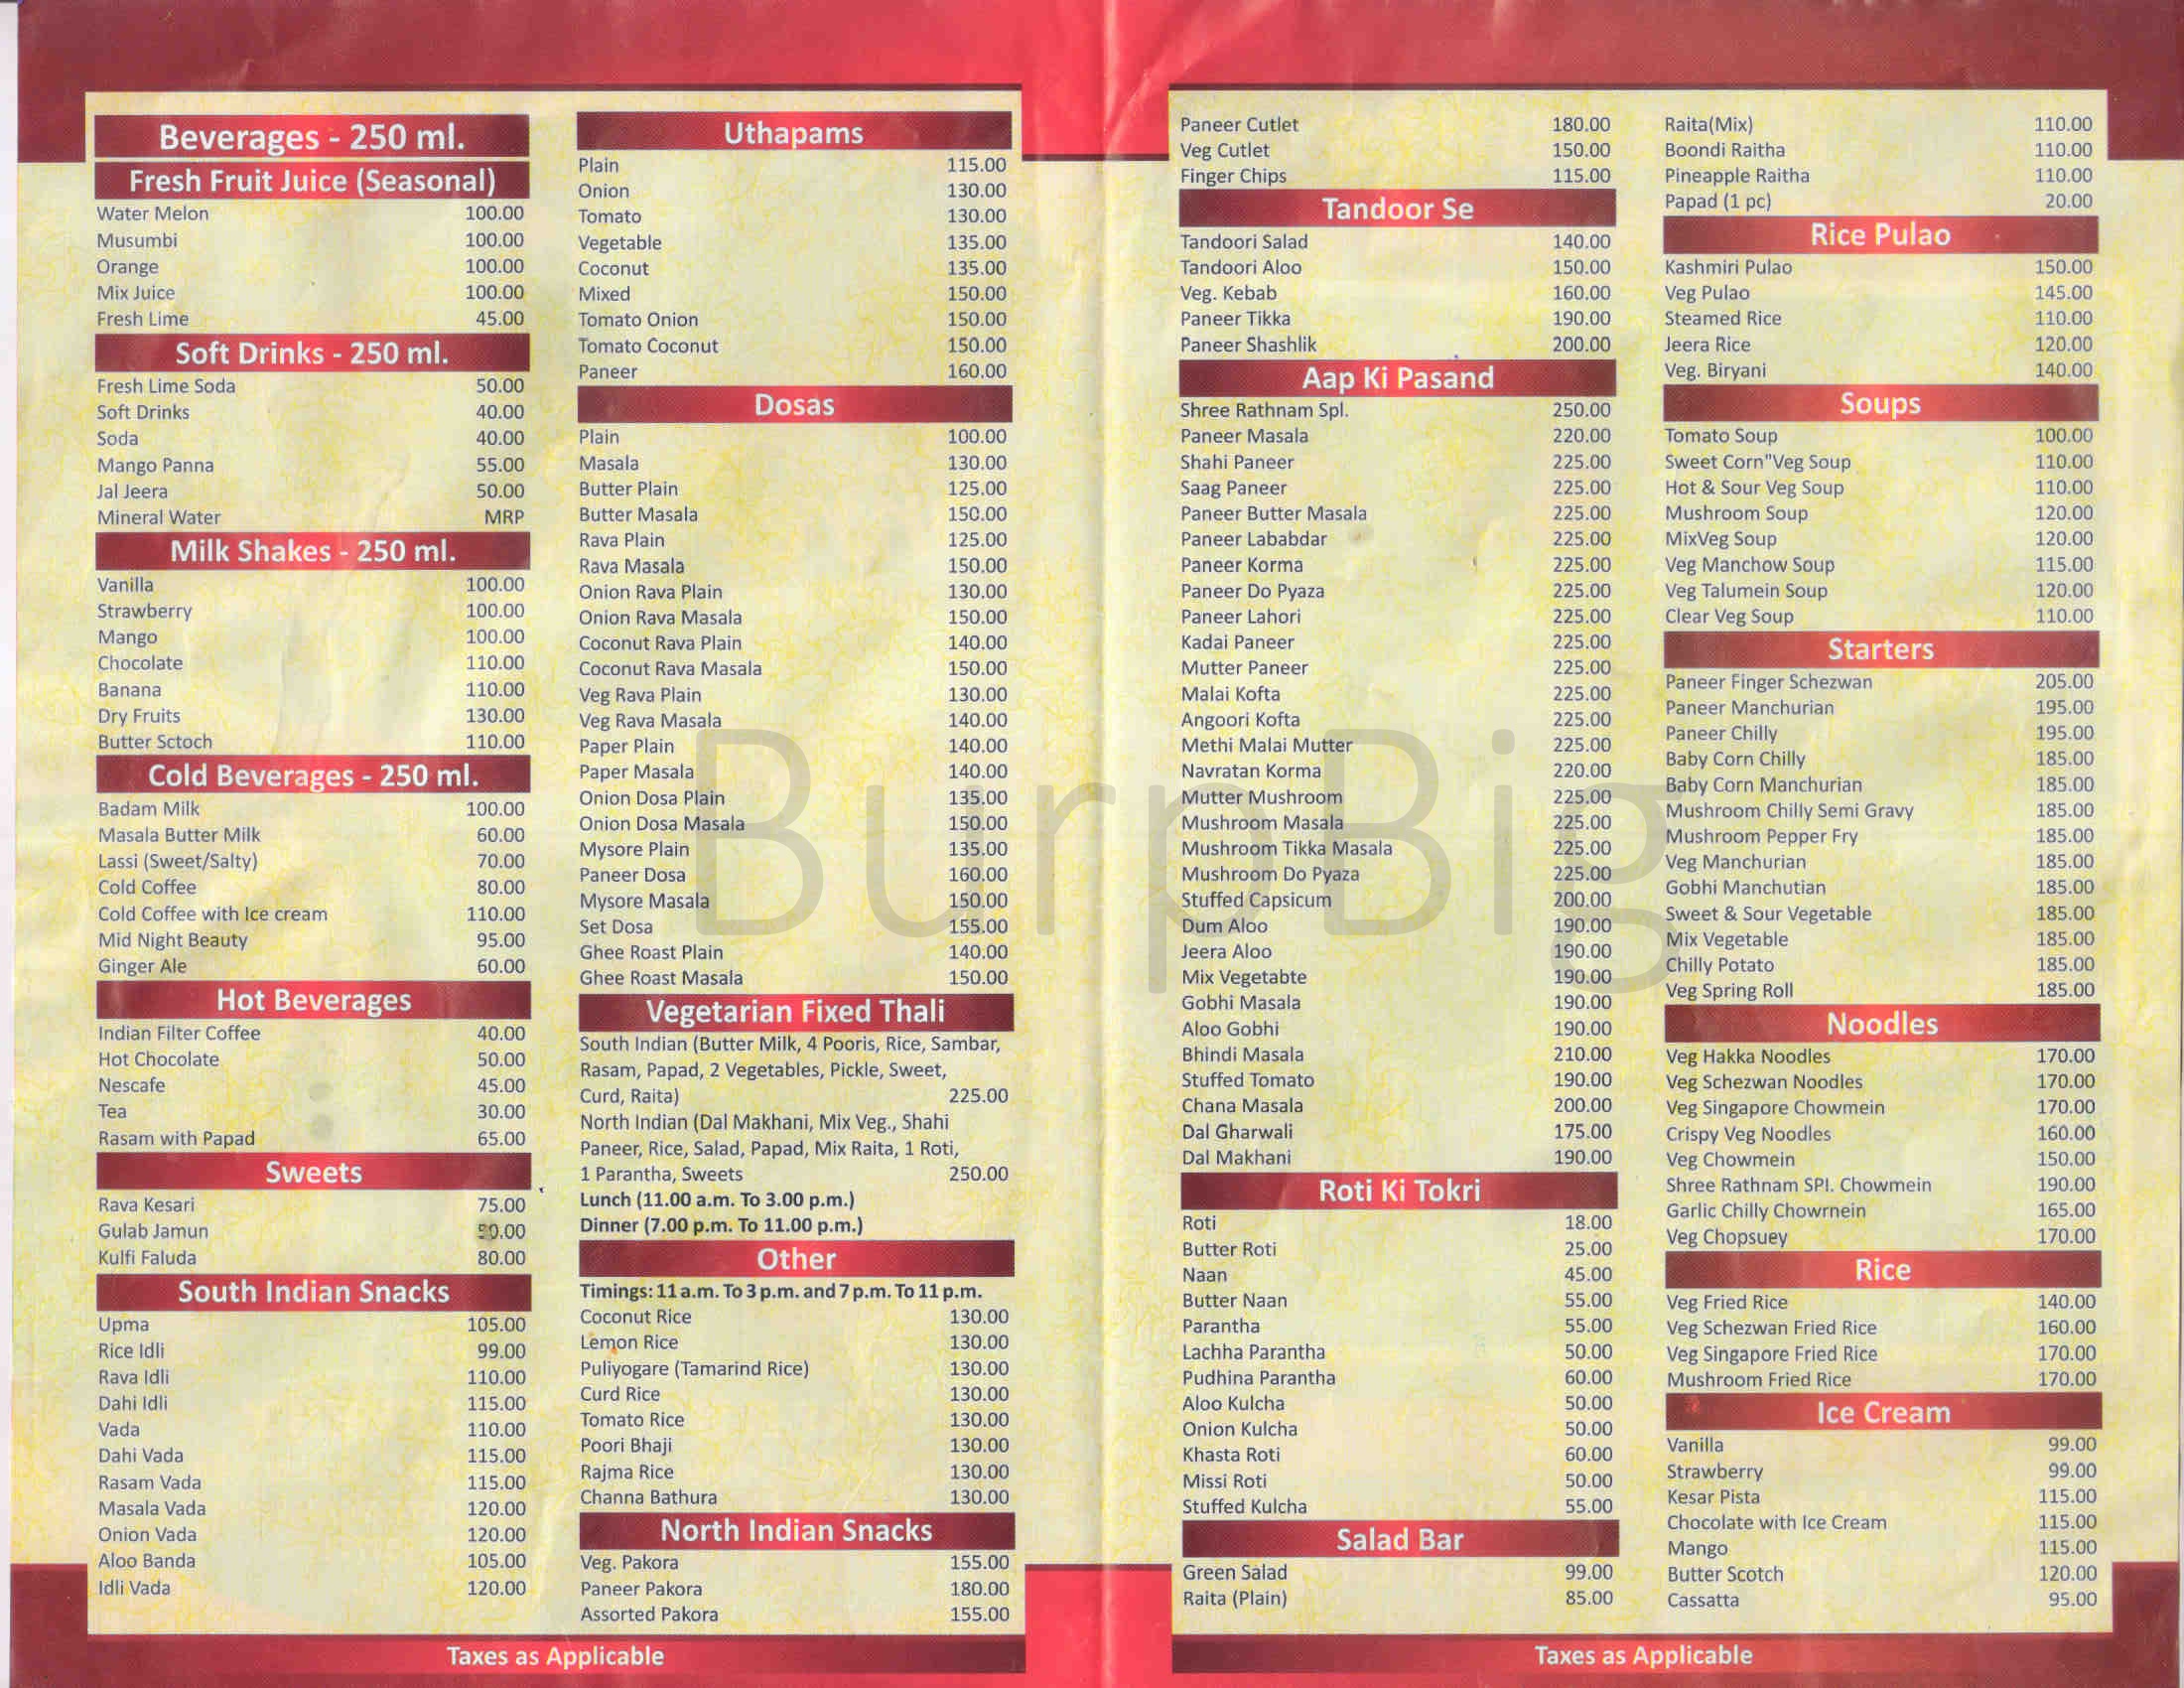 Beverages - 250 ml.
Fresh Fruit Juice (Seasonal)
Water Melon 100.00
Musumbi 100.00
Orange 100.00
Mix Juice 100.00
Fresh Lime 45.00
Soft Drinks - 250 ml.
Fresh Lime Soda 50.00
Soft Drinks 40.00
Soda 40.00
Mango Panna 55.00
Jal Jeera 50.00
Mineral Water MRP
Milk Shakes - 250 ml.
Vanilla 100.00
Strawberry 100.00
Mango 100.00
Chocolate 110.00
Banana 110.00
Dry Fruits 130.00
Butter Sctoch 110.00
Cold Beverages - 250 ml.
Badam Milk 100.00
Masala Butter Milk 60.00
Lassi (Sweet/Salty) 70.00
Cold Coffee 80.00
Cold Coffee with Ice cream 110.00
Mid Night Beauty 95.00
Ginger Ale 60.00
Hot Beverages
Indian Filter Coffee 40.00
Hot Chocolate 50.00
Nescafe 45.00
Tea 30.00
Rasam with Papad 65.00
Sweets
Rava Kesari 75.00
Gulab Jamun
Kulfi Faluda 80.00
South Indian Snacks
Upma 105.00
Rice Idli 99.00
Rava Idli 110.00
Dahi Idli 115.00
Vada 110.00
Dahi Vada 115.00
Rasam Vada 115.00
Masala Vada 120.00
Onion Vada 120.00
Aloo Banda 105.00
Idli Vada 120.00
Uthapams
Plain 115.00
Onion 130.00
Tomato 130.00
Vegetable 135.00
Coconut 135.00
Mixed 150.00
Tomato Onion 150.00
Tomato Coconut 150.00
Paneer 160.00
Dosas
Plain 100.00
Masala 130.00
Butter Plain 125.00
Butter Masala 150.00
Rava Plain 125.00
Rava Masala 150.00
Onion Rava Plain 130.00
Onion Rava Masala 150.00
Coconut Rava Plain 140.00
Coconut Rava Masala 150.00
Veg Rava Plain 130.00
Veg Rava Masala 140.00
Paper Plain 140.00
Paper Masala 140.00
Onion Dosa Plain 135.00
Onion Dosa Masala 150.00
Mysore Plain 135.00
Paneer Dosa 160.00
Mysore Masala 150.00
Set Dosa 155.00
Ghee Roast Plain 140.00
Ghee Roast Masala 150.00
Vegetarian Fixed Thali
South Indian (Butter Milk, 4 Pooris, Rice, Sambar,
Rasam, Papad, 2 Vegetables, Pickle, Sweet,
Curd, Raita) 225.00
North Indian (Dal Makhani, Mix Veg., Shahi
Paneer, Rice, Salad, Papad, Mix Raita, 1 Roti,
1 Parantha, Sweets 250.00
Lunch (11.00 a.m. To 3.00 p.m.)
Dinner (7.00 p.m. To 11.00 p.m.)
Other
Timings: 11 a.m. To 3 p.m. and 7 p.m. To 11 p.m.
Coconut Rice 130.00
Lemon Rice 130.00
Puliyogare (Tamarind Rice) 130.00
Curd Rice 130.00
Tomato Rice 130.00
Poori Bhaji 130.00
Rajma Rice 130.00
Channa Bathura 130.00
North Indian Snacks
Veg. Pakora 155.00
Paneer Pakora 180.00
Assorted Pakora 155.00
Taxes as Applicable
Paneer Cutlet 180.00
Veg Cutlet 150.00
Finger Chips 115.00
Tandoor Se
Tandoori Salad 140.00
Tandoori Aloo 150.00
Veg. Kebab 160.00
Paneer Tikka 190.00
Paneer Shashlik 200.00
Aap Ki Pasand
Shree Rathnam Spl. 250.00
Paneer Masala 220.00
Shahi Paneer 225.00
Saag Paneer 225.00
Paneer Butter Masala 225.00
Paneer Lababdar 225.00
Paneer Korma 225.00
Paneer Do Pyaza 225.00
Paneer Lahori 225.00
Kadai Paneer 225.00
Mutter Paneer 225.00
Malai Kofta 225.00
Angoori Kofta 225.00
Methi Malai Mutter 225.00
Navratan Korma 220.00
Mutter Mushroom 225.00
Mushroom Masala 225.00
Mushroom Tikka Masala 225.00
Mushroom Do Pyaza 225.00
Stuffed Capsicum 200.00
Dum Aloo 190.00
Jeera Aloo 190.00
Mix Vegetabte 190.00
Gobhi Masala 190.00
Aloo Gobhi 190.00
Bhindi Masala 210.00
Stuffed Tomato 190.00
Chana Masala 200.00
Dal Gharwali 175.00
Dal Makhani 190.00
Roti Ki Tokri
Roti 18.00
Butter Roti 25.00
Naan 45.00
Butter Naan 55.00
Parantha 55.00
Lachha Parantha 50.00
Pudhina Parantha 60.00
Aloo Kulcha 50.00
Onion Kulcha 50.00
Khasta Roti 60.00
Missi Roti 50.00
Stuffed Kulcha 55.00
Salad Bar
Green Salad 99.00
Raita (Plain) 85.00
Raita(Mix) 110.00
Boondi Raitha 110.00
Pineapple Raitha 110.00
Papad (1 pc) 20.00
Rice Pulao
Kashmiri Pulao 150.00
Veg Pulao 145.00
Steamed Rice 110.00
Jeera Rice 120.00
Veg. Biryani 140.00
Soups
Tomato Soup 100.00
Sweet Corn"Veg Soup 110.00
Hot & Sour Veg Soup 110.00
Mushroom Soup 120.00
MixVeg Soup 120.00
Veg Manchow Soup 115.00
Veg Talumein Soup 120.00
Clear Veg Soup 110.00
Starters
Paneer Finger Schezwan 205.00
Paneer Manchurian 195.00
Paneer Chilly 195.00
Baby Corn Chilly 185.00
Baby Corn Manchurian 185.00
Mushroom Chilly Semi Gravy 185.00
Mushroom Pepper Fry 185.00
Veg Manchurian 185.00
Gobhi Manchutian 185.00
Sweet & Sour Vegetable 185.00
Mix Vegetable 185.00
Chilly Potato 185.00
Veg Spring Roll 185.00
Noodles
Veg Hakka Noodles 170.00
Veg Schezwan Noodles 170.00
Veg Singapore Chowmein 170.00
Crispy Veg Noodles 160.00
Veg Chowmein 150.00
Shree Rathnam SPl. Chowmein 190.00
Garlic Chilly Chowrnein 165.00
Veg Chopsuey 170.00
Rice
Veg Fried Rice 140.00
Veg Schezwan Fried Rice 160.00
Veg Singapore Fried Rice 170.00
Mushroom Fried Rice 170.00
Ice Cream
Vanilla 99.00
Strawberry 99.00
Kesar Pista 115.00
Chocolate with Ice Cream 115.00
Mango 115.00
Butter Scotch 120.00
Cassatta 95.00
Taxes as Applicable
BurpBig